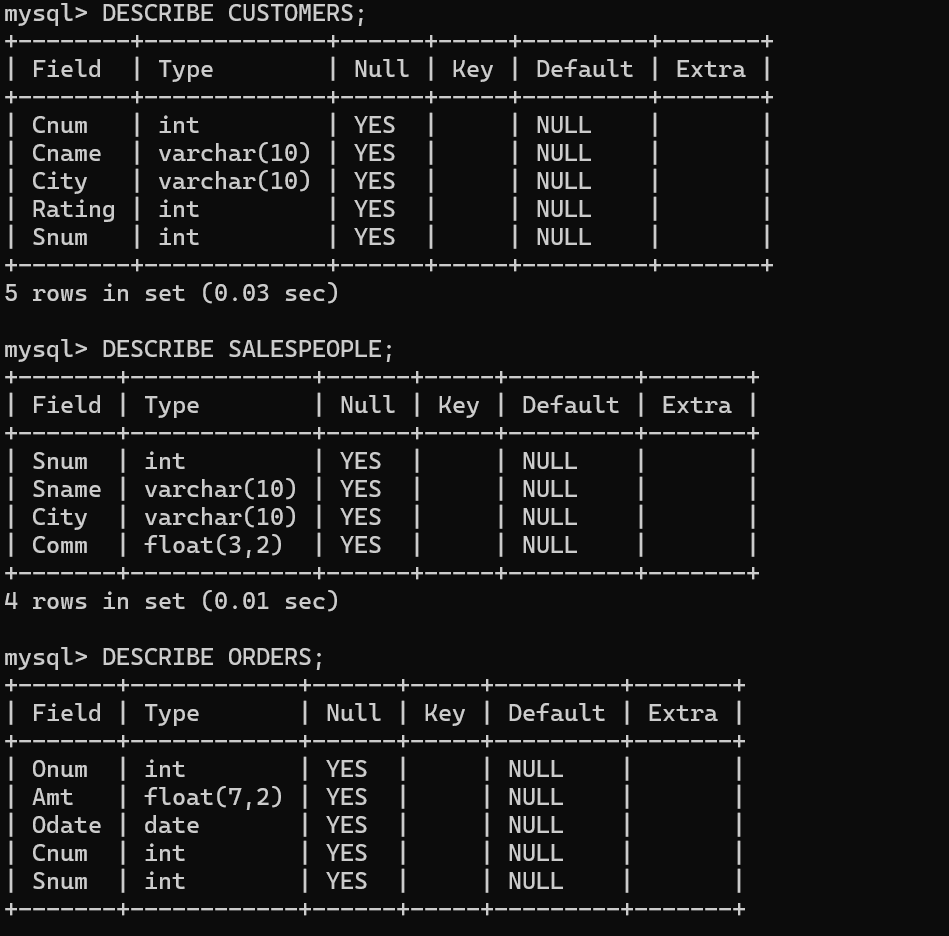 mysql> DESCRIBE CUSTOMERS;
+--------+-------------+------+-----+---------+-------+
| Field  | Type        | Null | Key | Default | Extra |
+--------+-------------+------+-----+---------+-------+
| Cnum   | int         | YES  |     | NULL    |       |
| Cname  | varchar(10) | YES  |     | NULL    |       |
| City   | varchar(10) | YES  |     | NULL    |       |
| Rating | int         | YES  |     | NULL    |       |
| Snum   | int         | YES  |     | NULL    |       |
+--------+-------------+------+-----+---------+-------+
5 rows in set (0.03 sec)

mysql> DESCRIBE SALESPEOPLE;
+-------+-------------+------+-----+---------+-------+
| Field | Type        | Null | Key | Default | Extra |
+-------+-------------+------+-----+---------+-------+
| Snum  | int         | YES  |     | NULL    |       |
| Sname | varchar(10) | YES  |     | NULL    |       |
| City  | varchar(10) | YES  |     | NULL    |       |
| Comm  | float(3,2)  | YES  |     | NULL    |       |
+-------+-------------+------+-----+---------+-------+
4 rows in set (0.01 sec)

mysql> DESCRIBE ORDERS;
+-------+------------+------+-----+---------+-------+
| Field | Type       | Null | Key | Default | Extra |
+-------+------------+------+-----+---------+-------+
| Onum  | int        | YES  |     | NULL    |       |
| Amt   | float(7,2) | YES  |     | NULL    |       |
| Odate | date       | YES  |     | NULL    |       |
| Cnum  | int        | YES  |     | NULL    |       |
| Snum  | int        | YES  |     | NULL    |       |
+-------+------------+------+-----+---------+-------+